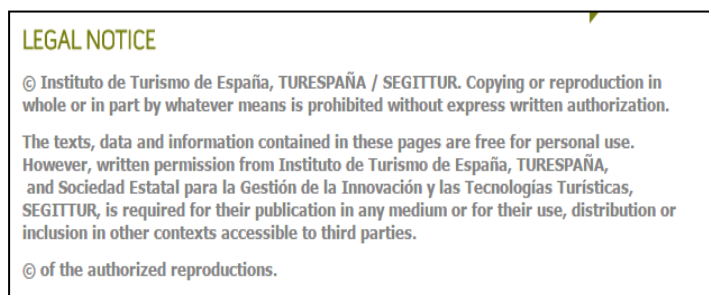 LEGAL NOTICE
© Instituto de Turismo de España, TURESPAÑA / SEGITTUR. Copying or reproduction in
whole or in part by whatever means is prohibited without express written authorization.
The texts, data and information contained in these pages are free for personal use.
However, written permission from Instituto de Turismo de España, TURESPAÑA,
and Sociedad Estatal para la Gestión de la Innovación y las Tecnologías Turísticas,
SEGITTUR, is required for their publication in any medium or for their use, distribution or
inclusion in other contexts accessible to third parties.
© of the authorized reproductions.